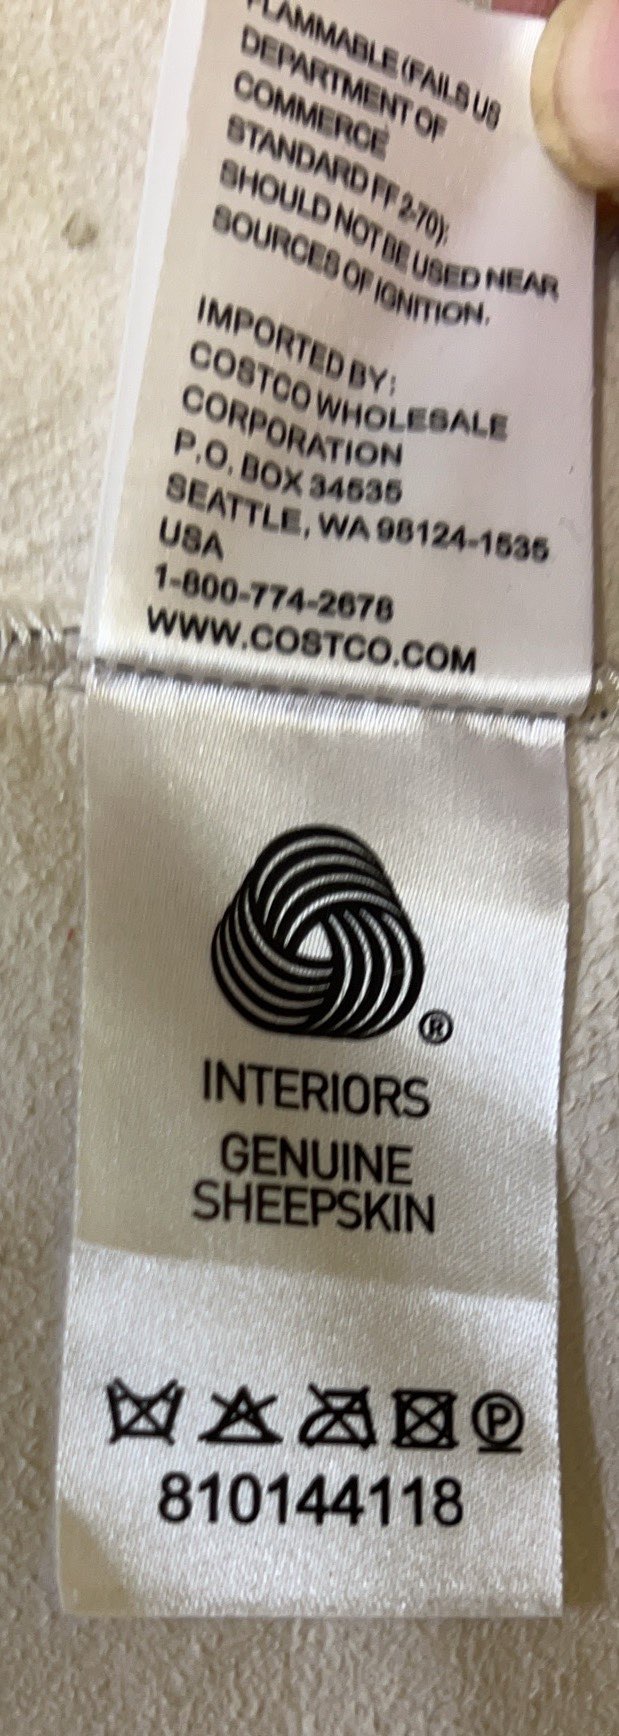 FLAMMABLE (FAILS US
DEPARTMENT OF
COMMERCE
STANDARD FF 2-70);
SHOULD NOT BE USED NEAR
SOURCES OF IGNITION.
IMPORTED BY:
COSTCO WHOLESALE
CORPORATION
P.O. BOX 34535
SEATTLE, WA 98124-1535
USA
1-800-774-2678
WWW.COSTCO.COM
®
INTERIORS
GENUINE
SHEEPSKIN
P
810144118